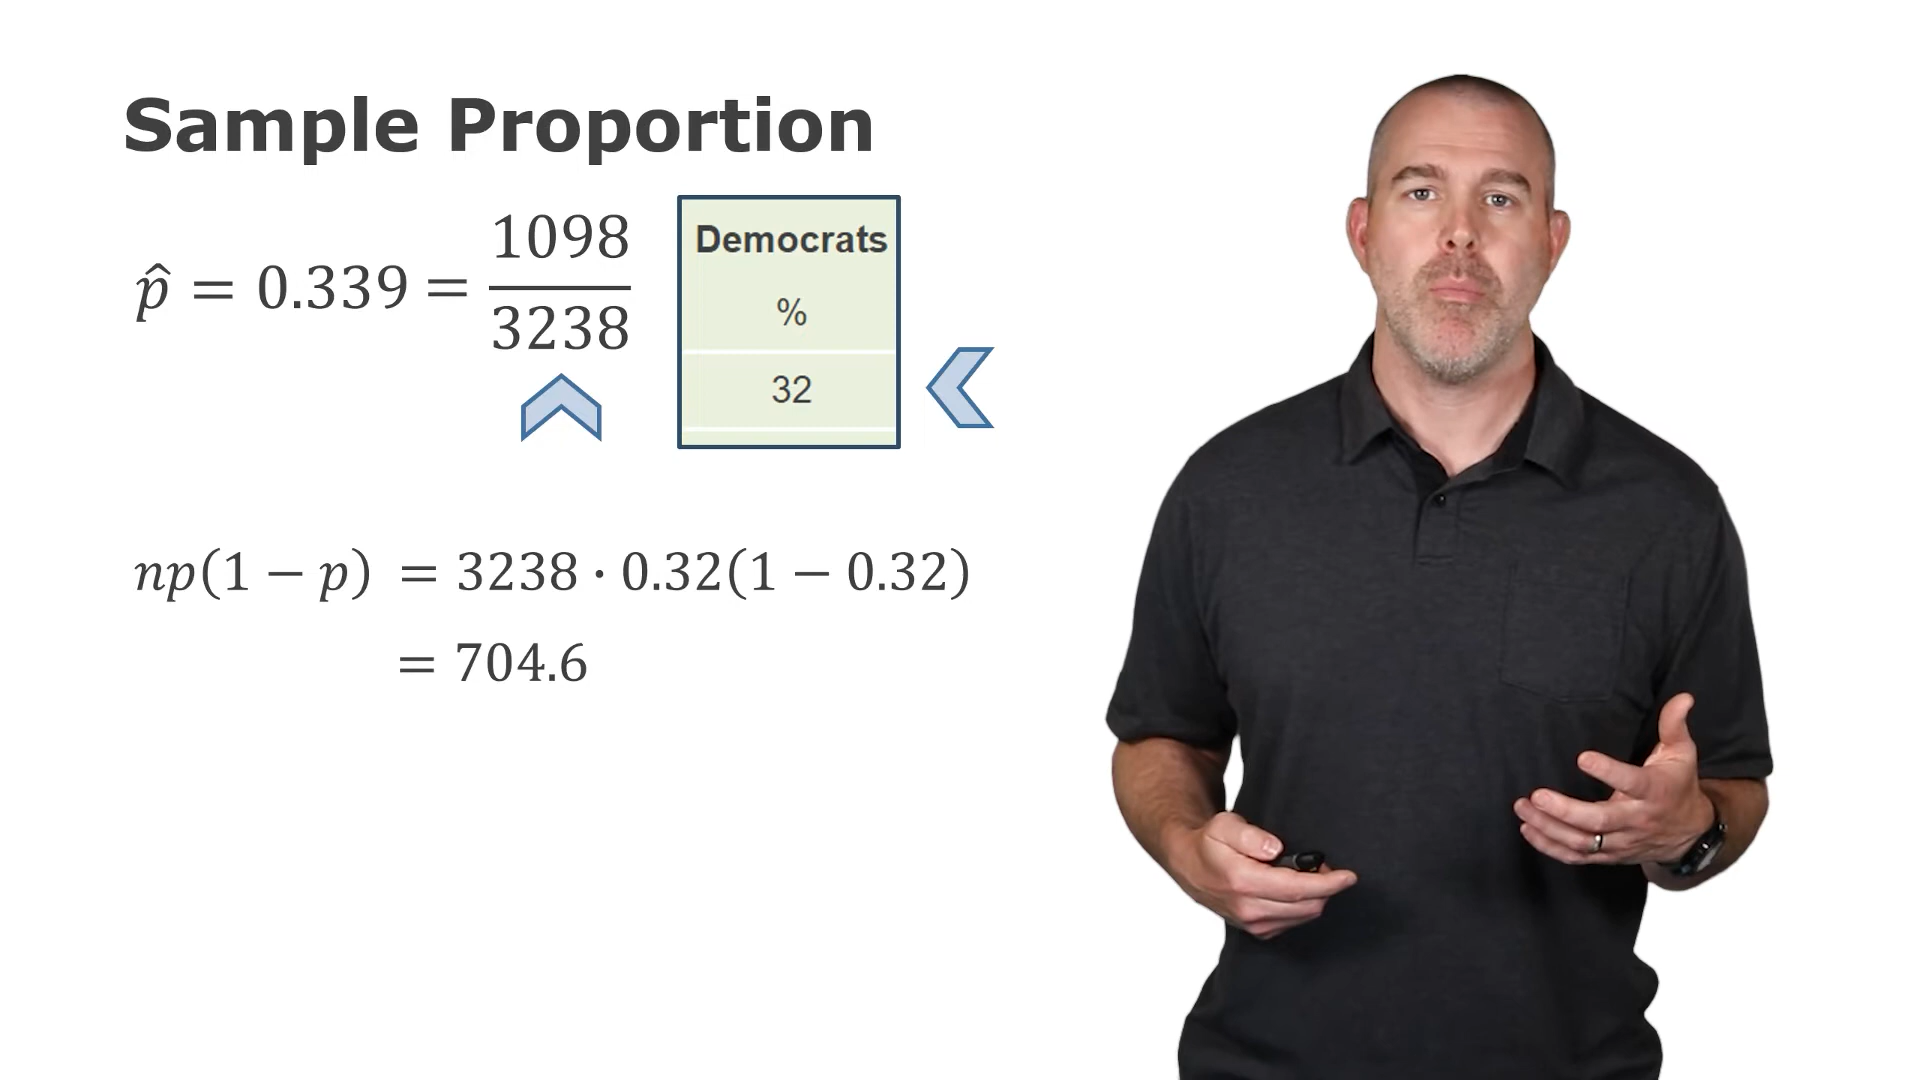 Sample Proportion
p̂ = 0.339 = 1098/3238
Democrats
%
32
np(1 − p) = 3238 · 0.32(1 − 0.32)
= 704.6